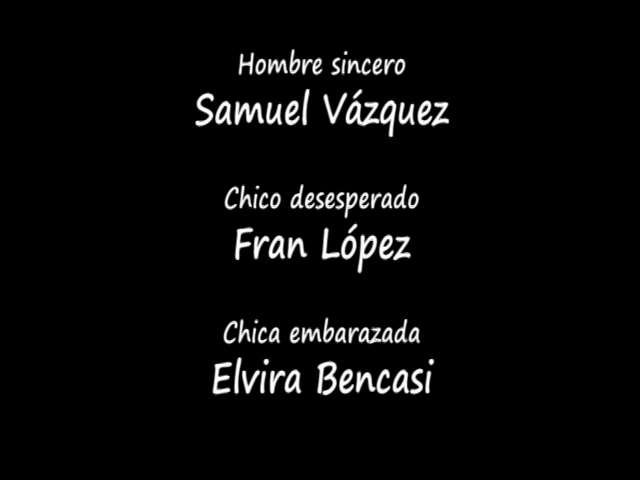 Hombre sincero
Samuel Vázquez
Chico desesperado
Fran López
Chica embarazada
Elvira Bencasi